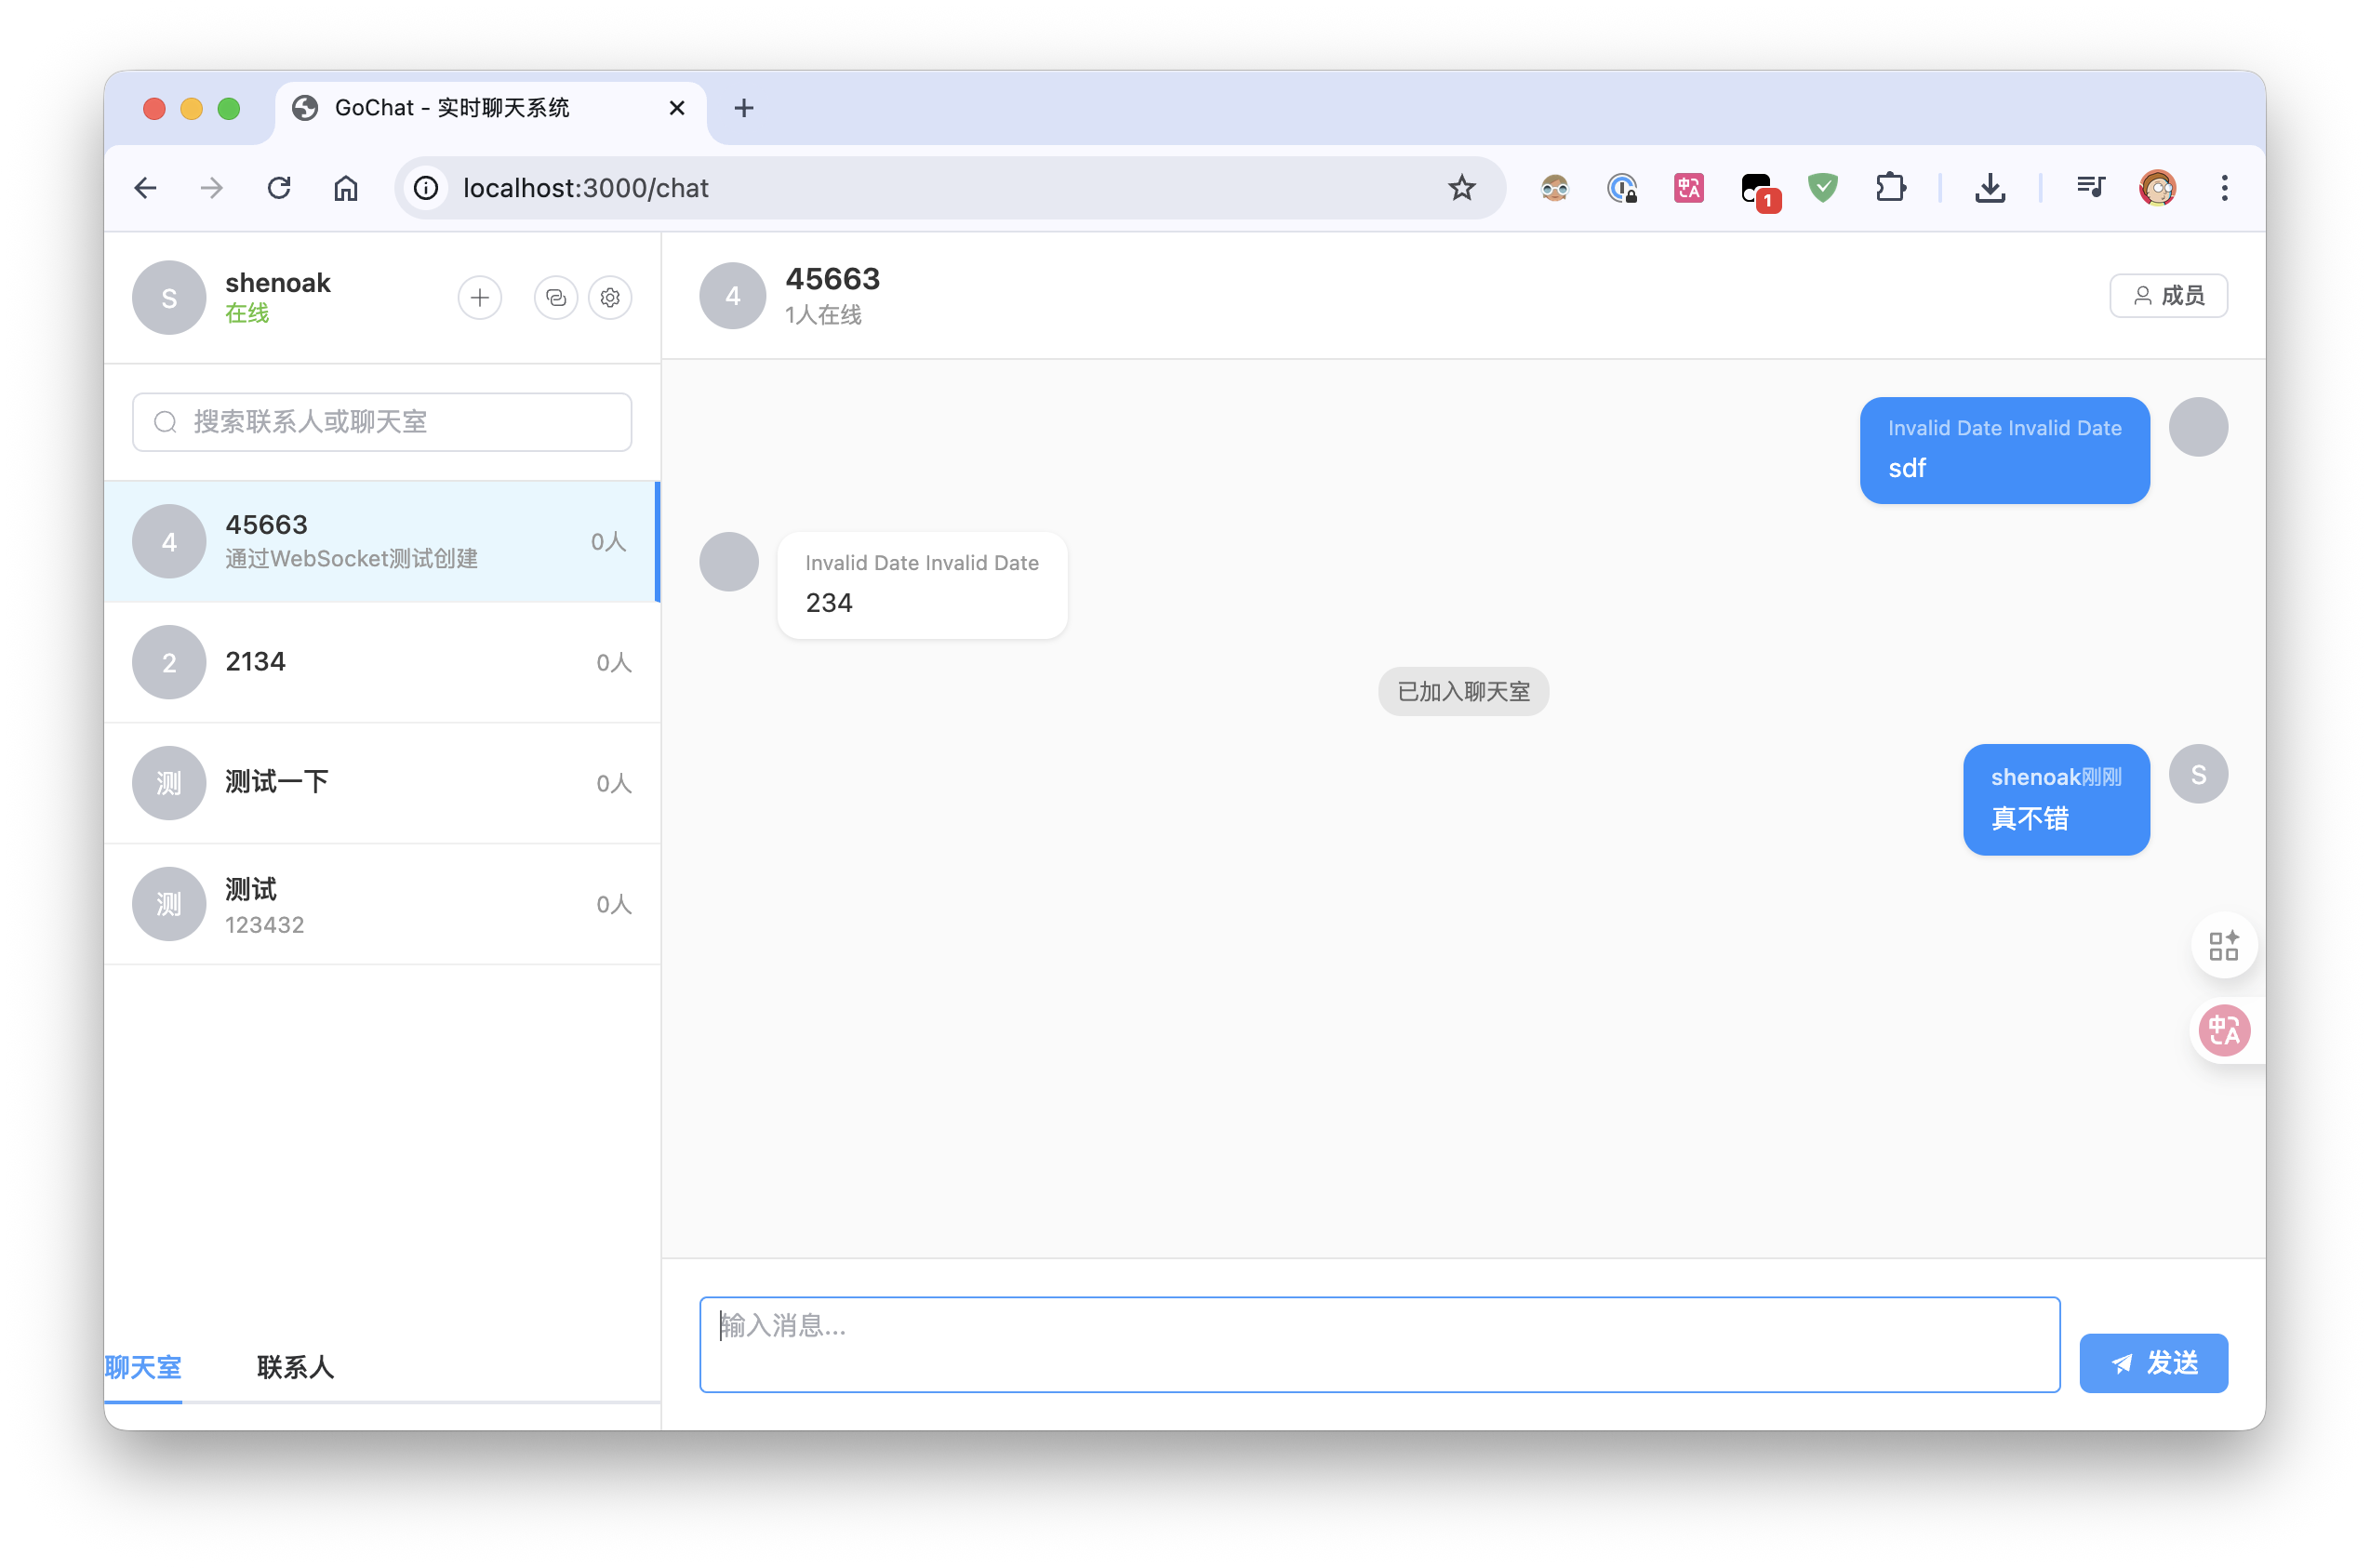 GoChat - 实时聊天系统
localhost:3000/chat
1
S
shenoak
在线
搜索联系人或聊天室
4
45663
通过WebSocket测试创建
0人
2
2134
0人
测
测试一下
0人
测
测试
123432
0人
聊天室
联系人
4
45663
1人在线
成员
Invalid Date Invalid Date
sdf
Invalid Date Invalid Date
234
已加入聊天室
shenoak刚刚
真不错
S
中A
输入消息...
发送